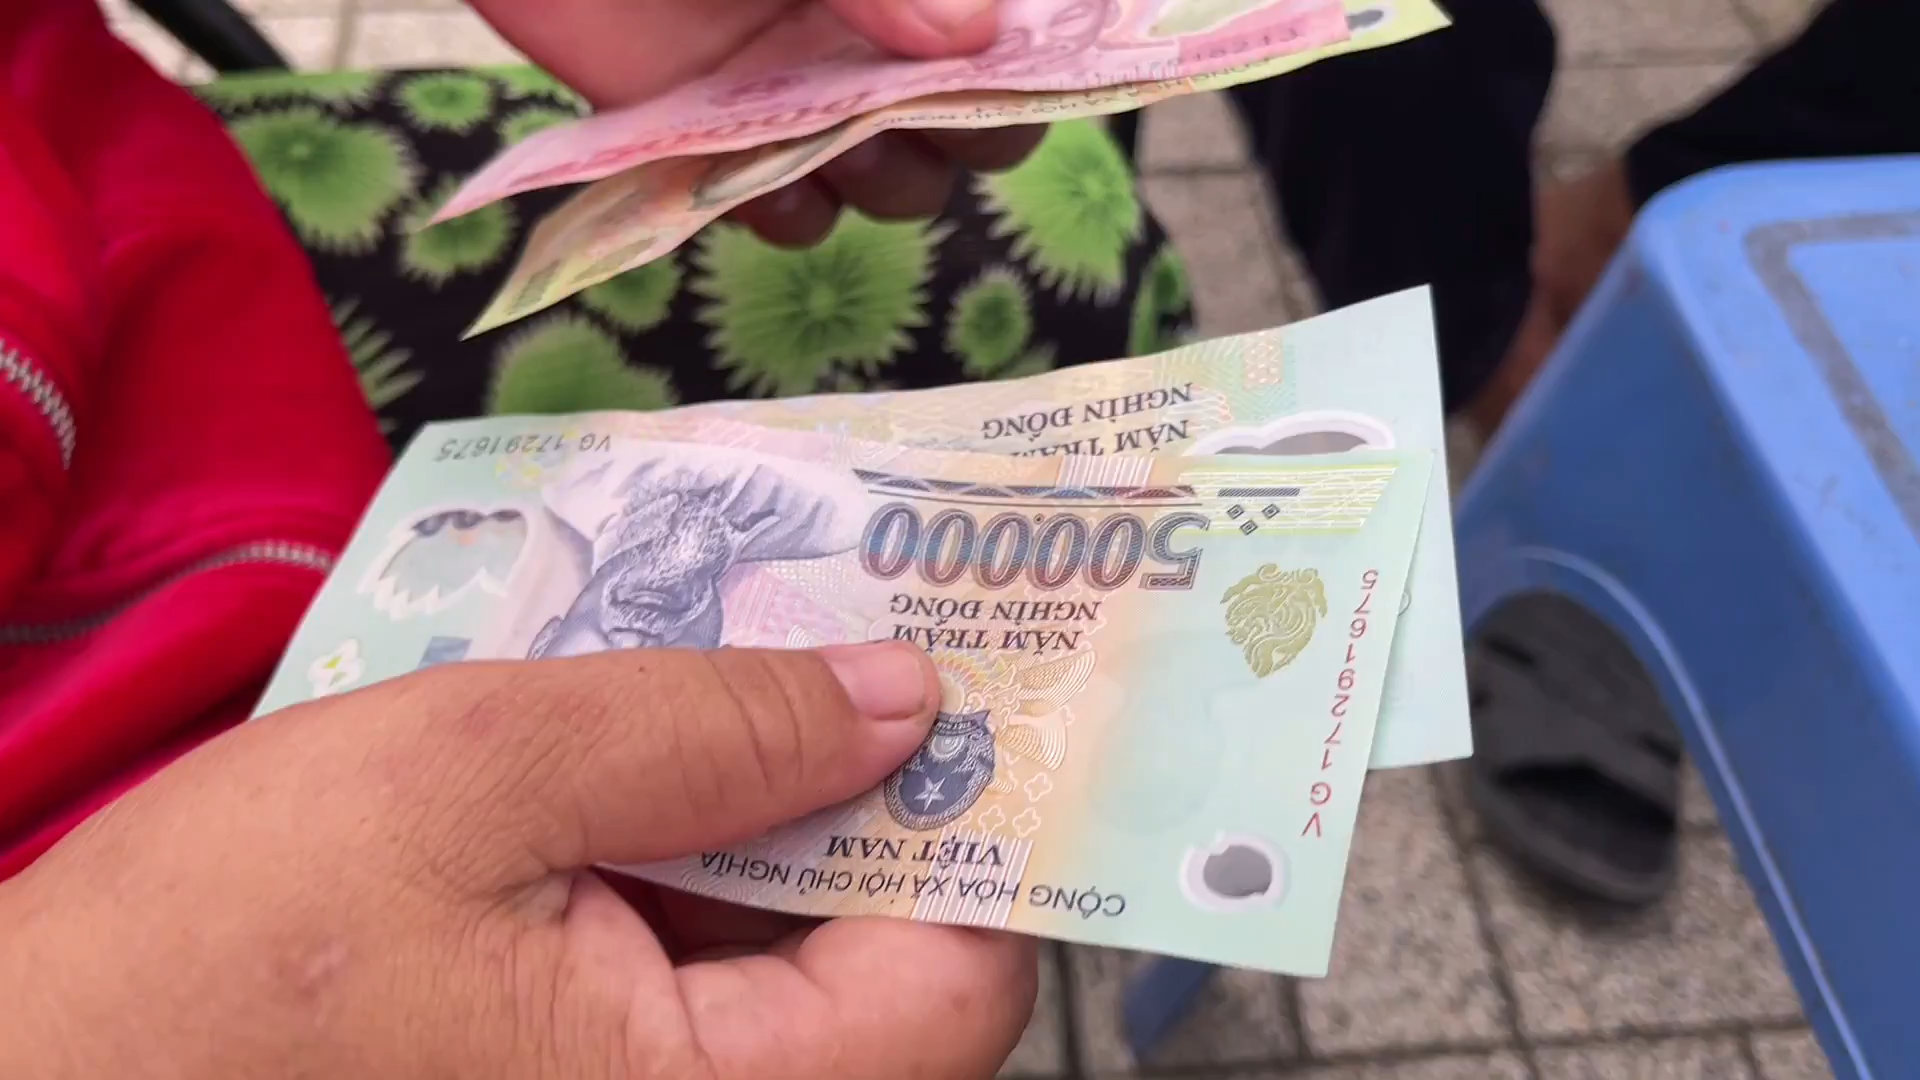 CỘNG HÒA XÃ HỘI CHỦ NGHĨA
VIỆT NAM
NĂM TRĂM
NGHÌN ĐỒNG
500000
VG 17291675
VG 17291675
NĂM TRĂM
NGHÌN ĐỒNG